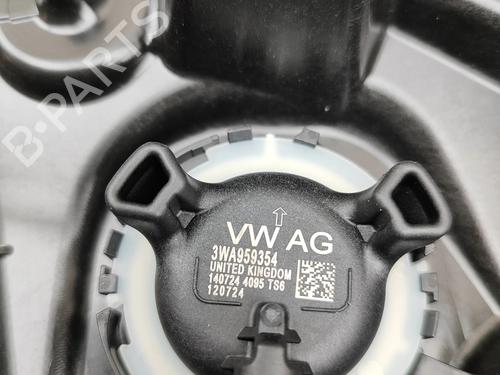 B-PARTS
VW AG
3WA959354
UNITED KINGDOM
140724 4095 TS6
120724